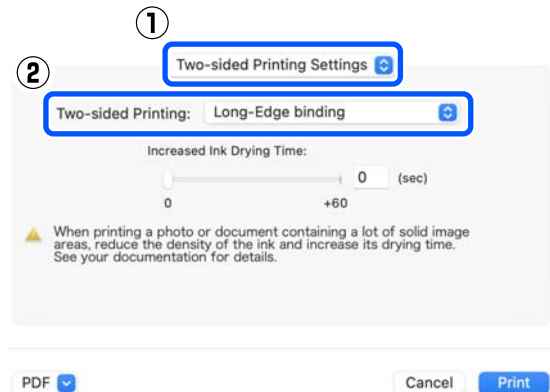 ①
Two-sided Printing Settings
②
Two-sided Printing: Long-Edge binding
Increased Ink Drying Time:
0 (sec)
0 +60
When printing a photo or document containing a lot of solid image
areas, reduce the density of the ink and increase its drying time.
See your documentation for details.
PDF Cancel Print